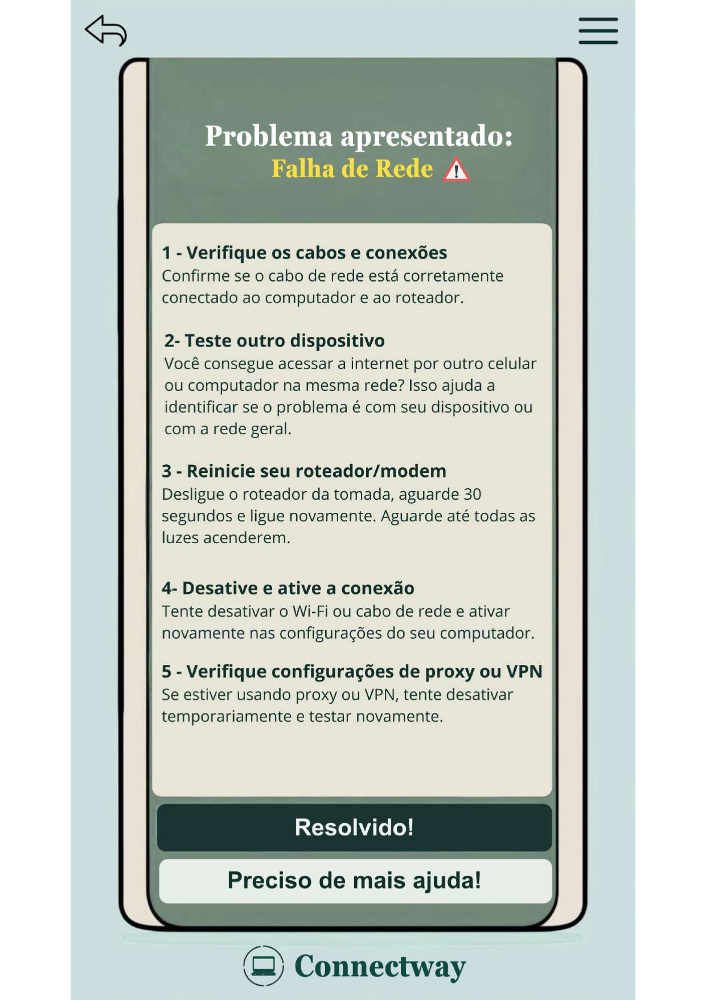 Problema apresentado:
Falha de Rede
1 - Verifique os cabos e conexões
Confirme se o cabo de rede está corretamente
conectado ao computador e ao roteador.
2- Teste outro dispositivo
Você consegue acessar a internet por outro celular
ou computador na mesma rede? Isso ajuda a
identificar se o problema é com seu dispositivo ou
com a rede geral.
3 - Reinicie seu roteador/modem
Desligue o roteador da tomada, aguarde 30
segundos e ligue novamente. Aguarde até todas as
luzes acenderem.
4- Desative e ative a conexão
Tente desativar o Wi-Fi ou cabo de rede e ativar
novamente nas configurações do seu computador.
5 - Verifique configurações de proxy ou VPN
Se estiver usando proxy ou VPN, tente desativar
temporariamente e testar novamente.
Resolvido!
Preciso de mais ajuda!
Connectway